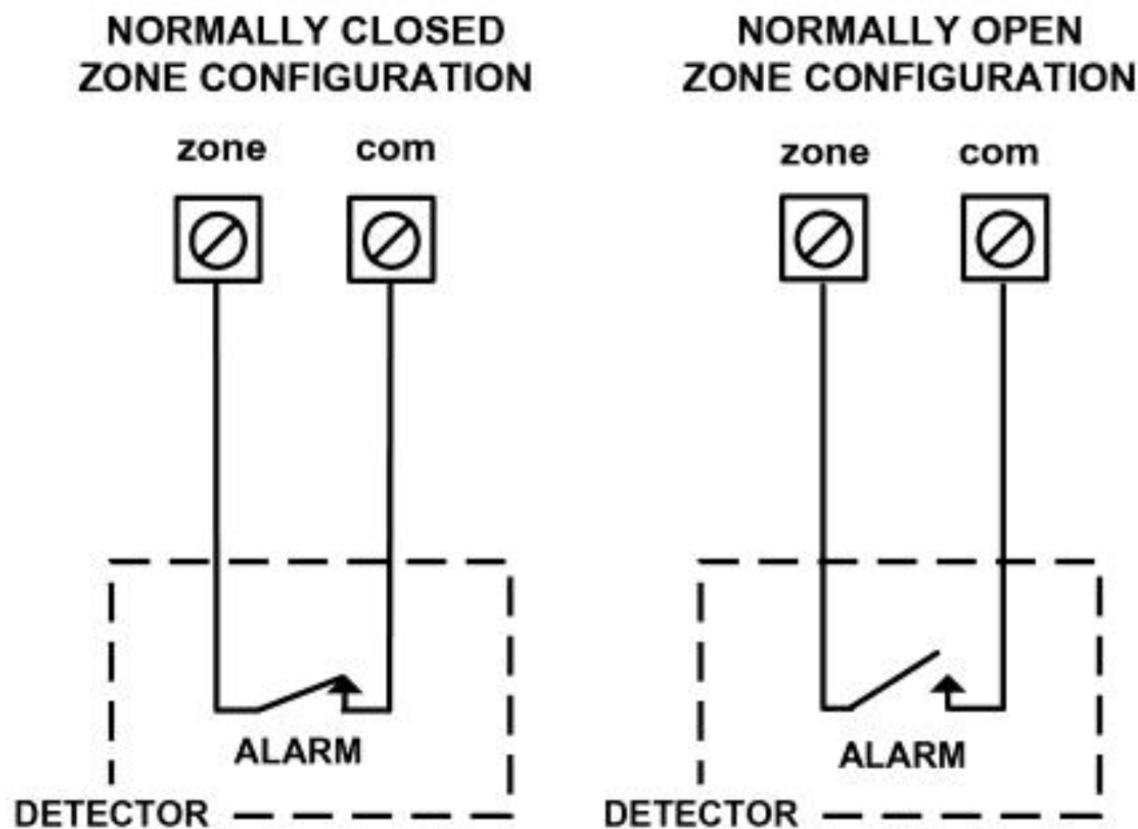 NORMALLY CLOSED
ZONE CONFIGURATION
zone com
ALARM
DETECTOR
NORMALLY OPEN
ZONE CONFIGURATION
zone com
ALARM
DETECTOR